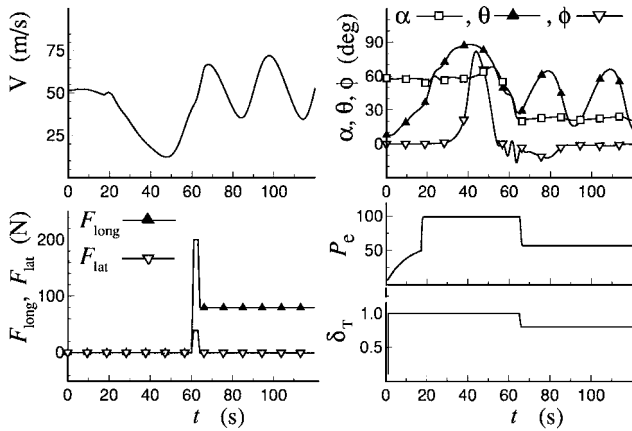 α , θ , ϕ (deg)
V (m/s)
75
50
25
0 20 40 60 80 100
α, θ, ϕ (deg)
90
60
30
0
0 20 40 60 80 100
F_long, F_lat (N)
F_long
F_lat
200
100
0
0 20 40 60 80 100
t (s)
P_e
100
50
δ_T
1.0
0.5
0 20 40 60 80 100
t (s)